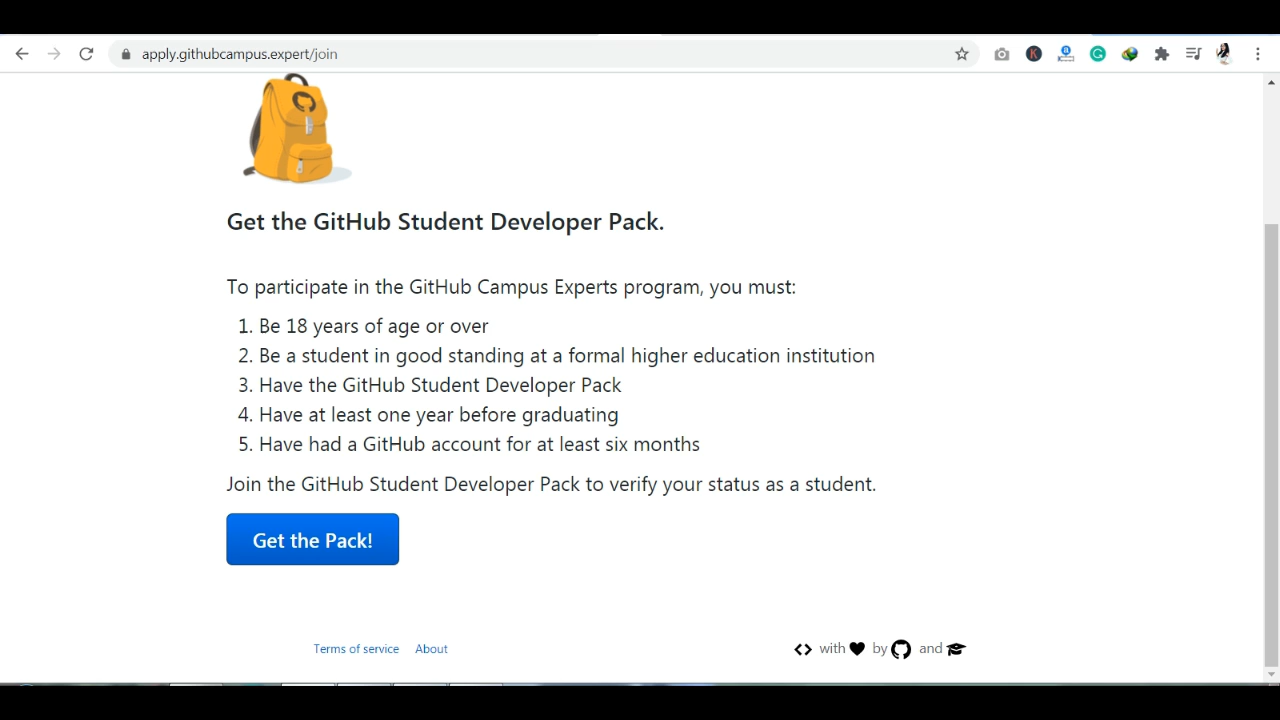 apply.githubcampus.expert/join
Get the GitHub Student Developer Pack.
To participate in the GitHub Campus Experts program, you must:
1. Be 18 years of age or over
2. Be a student in good standing at a formal higher education institution
3. Have the GitHub Student Developer Pack
4. Have at least one year before graduating
5. Have had a GitHub account for at least six months
Join the GitHub Student Developer Pack to verify your status as a student.
Get the Pack!
Terms of service About
with by and